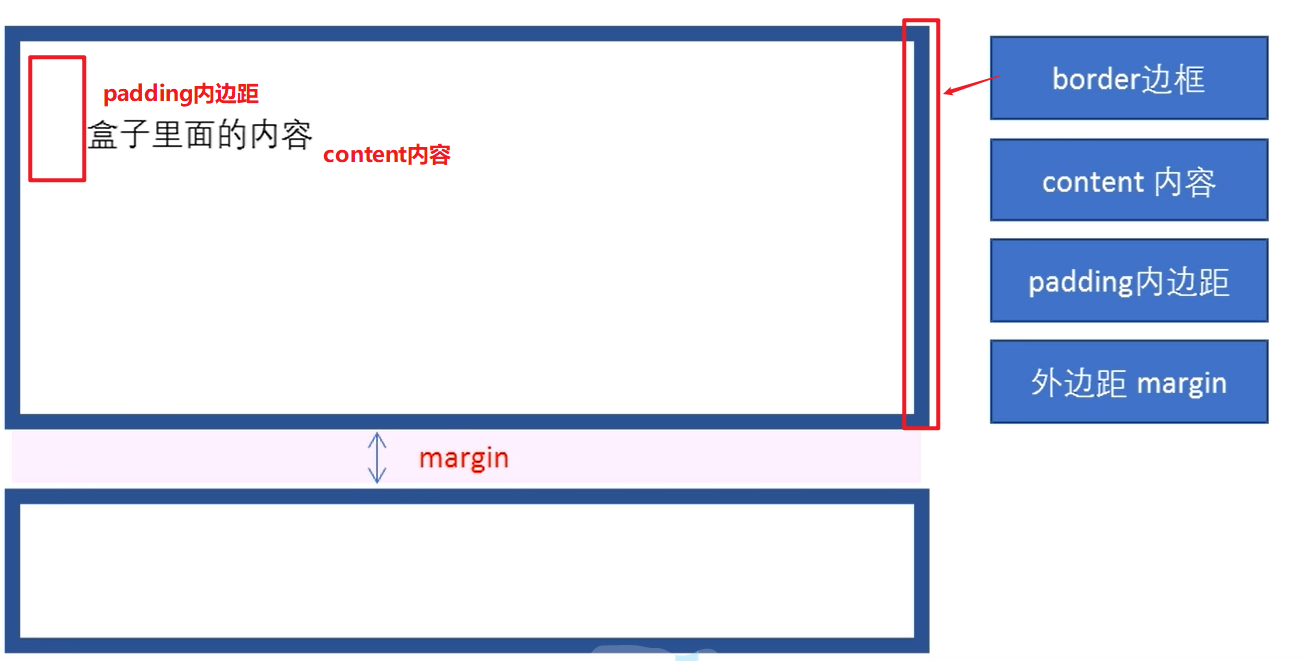 padding内边距
盒子里面的内容
content内容
margin
border边框
content 内容
padding内边距
外边距 margin